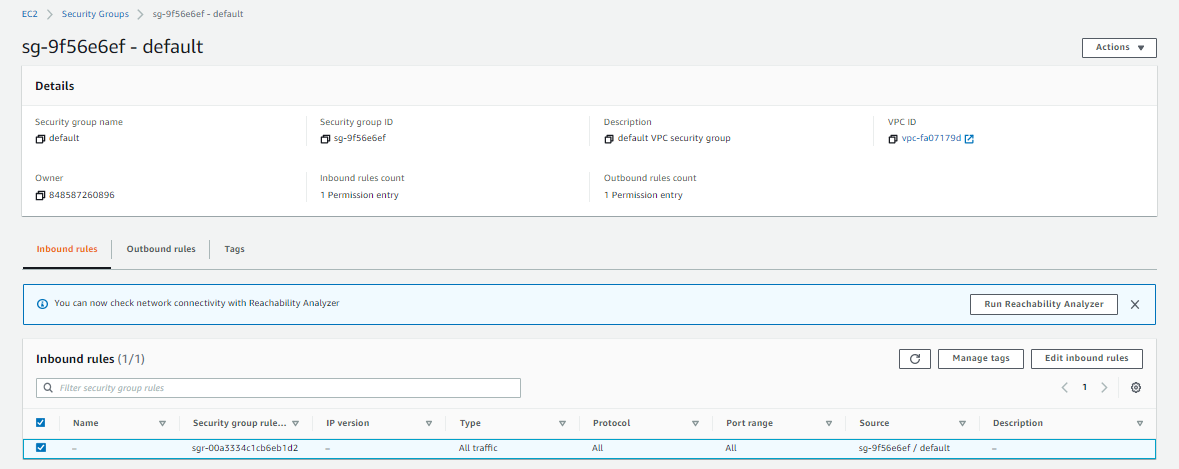 EC2 > Security Groups > sg-9f56e6ef - default
sg-9f56e6ef - default
Actions
Details
Security group name
default
Security group ID
sg-9f56e6ef
Description
default VPC security group
VPC ID
vpc-fa07179d
Owner
848587260896
Inbound rules count
1 Permission entry
Outbound rules count
1 Permission entry
Inbound rules
Outbound rules
Tags
You can now check network connectivity with Reachability Analyzer
Run Reachability Analyzer
Inbound rules (1/1)
Manage tags
Edit inbound rules
Filter security group rules
1
Name Security group rule... IP version Type Protocol Port range Source Description
– sgr-00a3334c1cb6eb1d2 – All traffic All All sg-9f56e6ef / default –